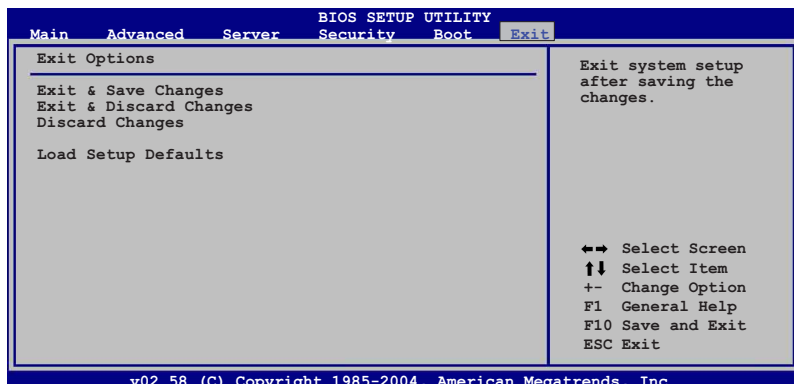 BIOS SETUP UTILITY
Main Advanced Server Security Boot Exit
Exit Options
Exit & Save Changes
Exit & Discard Changes
Discard Changes
Load Setup Defaults
Exit system setup
after saving the
changes.
←→ Select Screen
↑↓ Select Item
+- Change Option
F1 General Help
F10 Save and Exit
ESC Exit
v02.58 (C) Copyright 1985-2004, American Megatrends, Inc